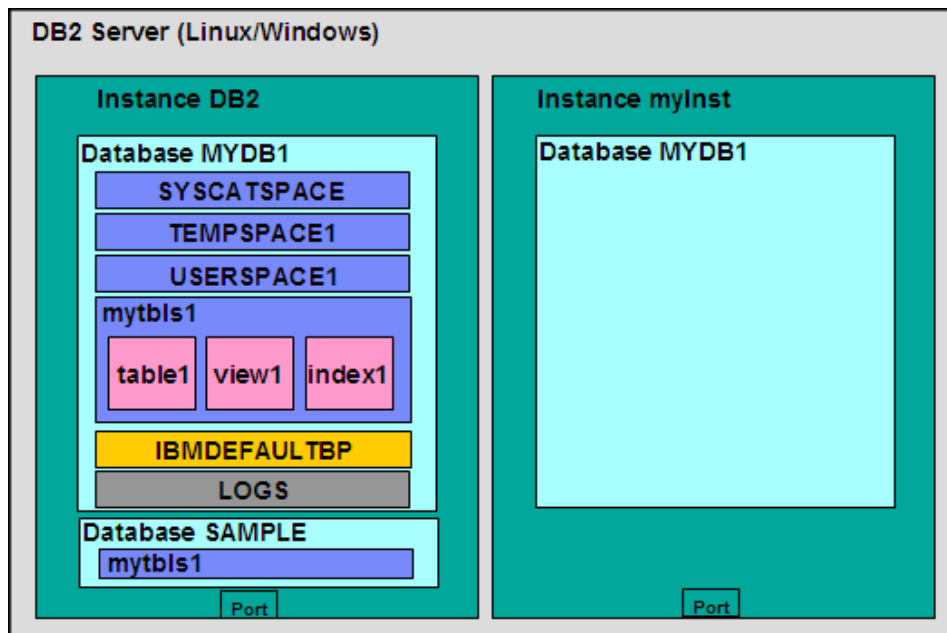 DB2 Server (Linux/Windows)
Instance DB2
Database MYDB1
SYSCATSPACE
TEMPSPACE1
USERSPACE1
mytbls1
table1 view1 index1
IBMDEFAULTBP
LOGS
Database SAMPLE
mytbls1
Port
Instance myInst
Database MYDB1
Port